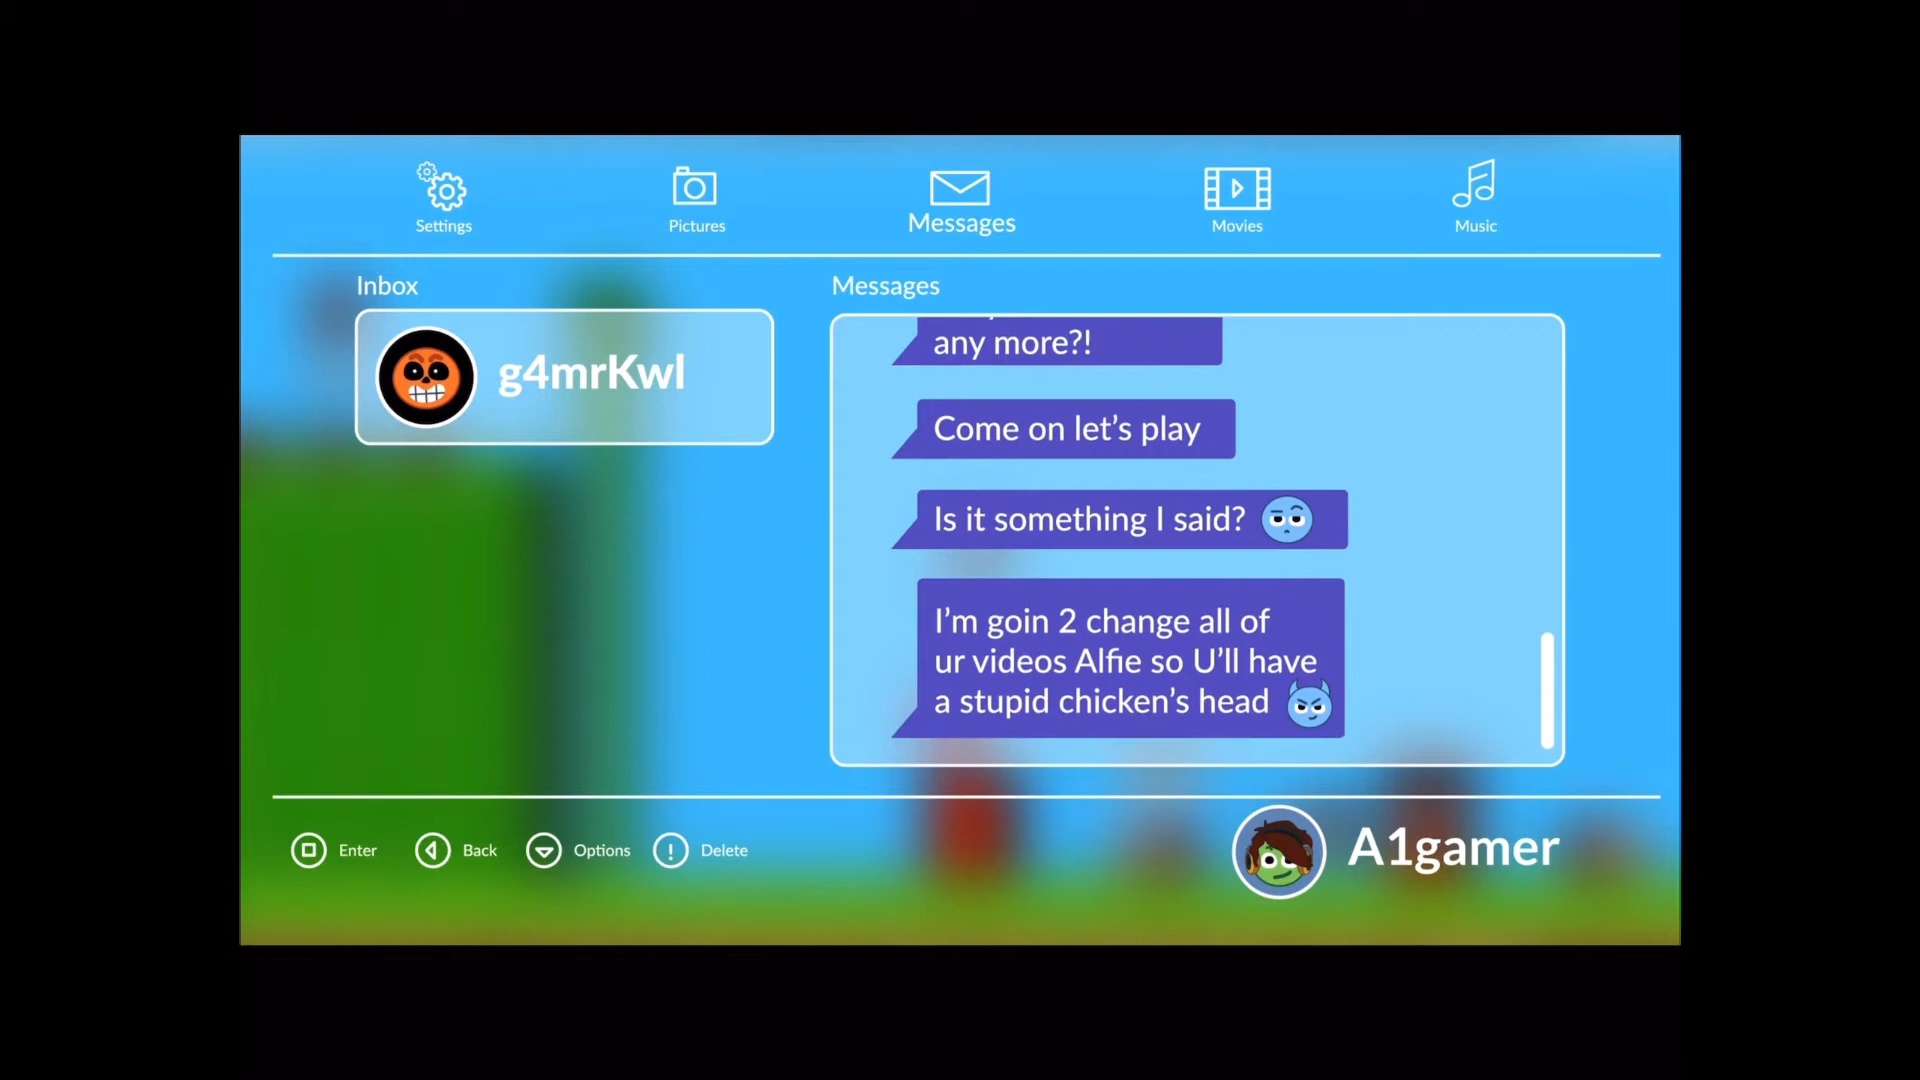 Settings
Pictures
Messages
Movies
Music
Inbox
g4mrKwl
Messages
any more?!
Come on let's play
Is it something I said?
I'm goin 2 change all of
ur videos Alfie so U'll have
a stupid chicken's head
Enter
Back
Options
! Delete
A1gamer